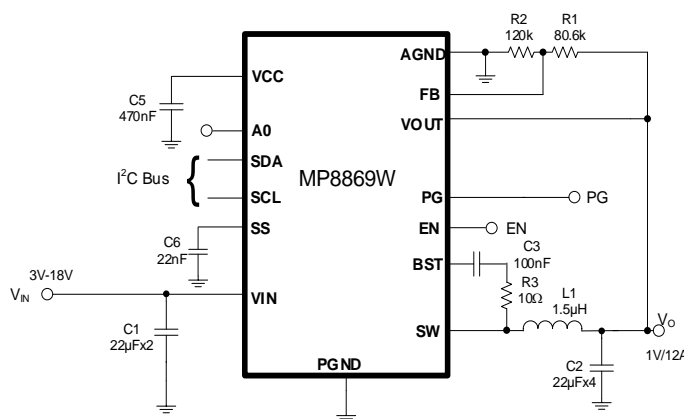 R2
120k
R1
80.6k
AGND
VCC
C5
470nF
FB
VOUT
A0
SDA
I²C Bus
SCL
MP8869W
PG
PG
SS
EN
EN
C6
22nF
C3
100nF
BST
3V-18V
R3
10Ω
VIN
VIN
L1
1.5µH
SW
VO
C1
22µFx2
1V/12A
PGND
C2
22µFx4